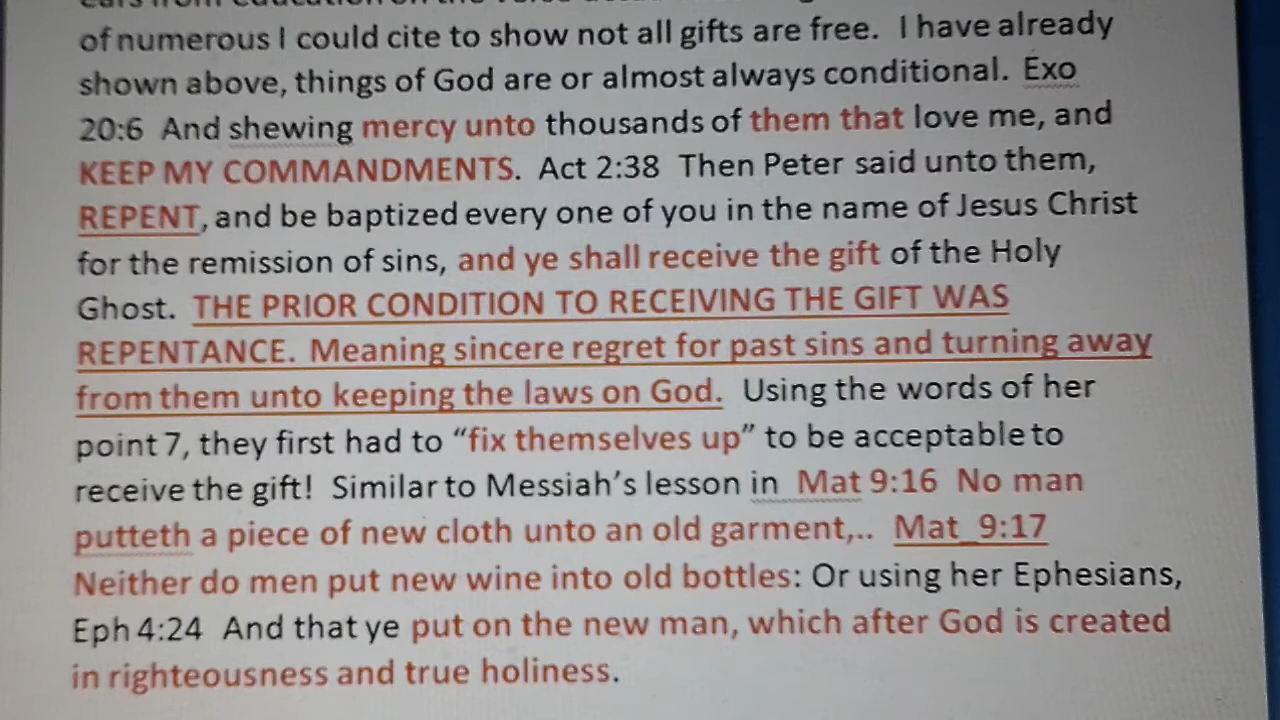 of numerous I could cite to show not all gifts are free. I have already
shown above, things of God are or almost always conditional. Exo
20:6 And shewing mercy unto thousands of them that love me, and
KEEP MY COMMANDMENTS. Act 2:38 Then Peter said unto them,
REPENT, and be baptized every one of you in the name of Jesus Christ
for the remission of sins, and ye shall receive the gift of the Holy
Ghost. THE PRIOR CONDITION TO RECEIVING THE GIFT WAS
REPENTANCE. Meaning sincere regret for past sins and turning away
from them unto keeping the laws on God. Using the words of her
point 7, they first had to “fix themselves up” to be acceptable to
receive the gift! Similar to Messiah’s lesson in Mat 9:16 No man
putteth a piece of new cloth unto an old garment,.. Mat 9:17
Neither do men put new wine into old bottles: Or using her Ephesians,
Eph 4:24 And that ye put on the new man, which after God is created
in righteousness and true holiness.